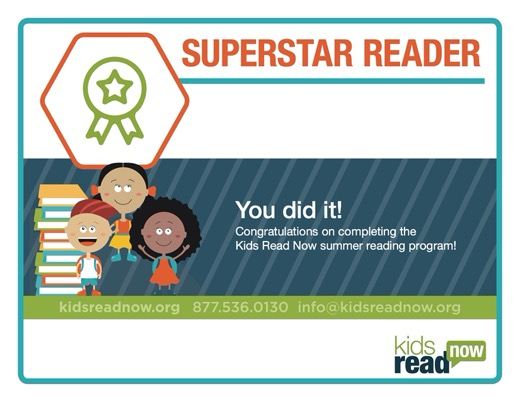 SUPERSTAR READER
You did it!
Congratulations on completing the
Kids Read Now summer reading program!
kidsreadnow.org 877.536.0130 info@kidsreadnow.org
kids
read now